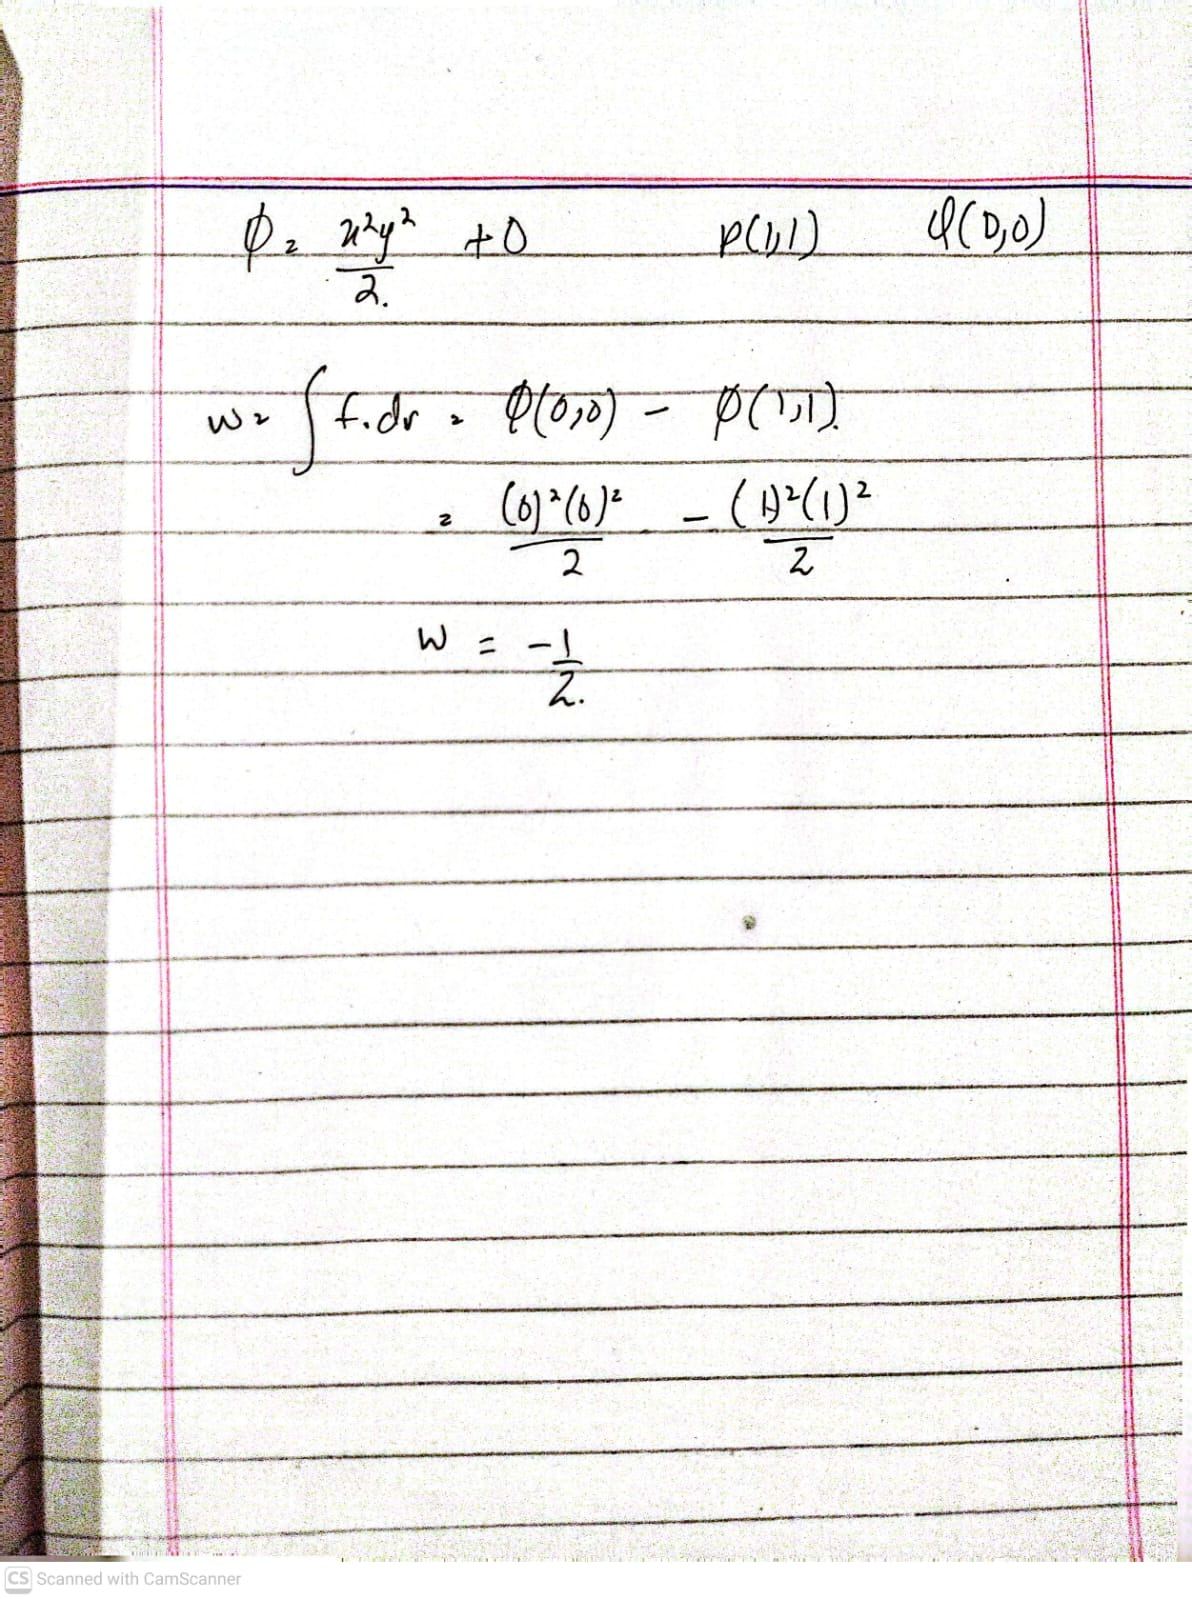 ϕ = x²y²/2. + 0 P(1,1) Q(0,0)
w = ∫ f.dr = ϕ(0,0) - ϕ(1,1).
= (0)²(0)²/2 - (1)²(1)²/2
W = -1/2.
CS Scanned with CamScanner